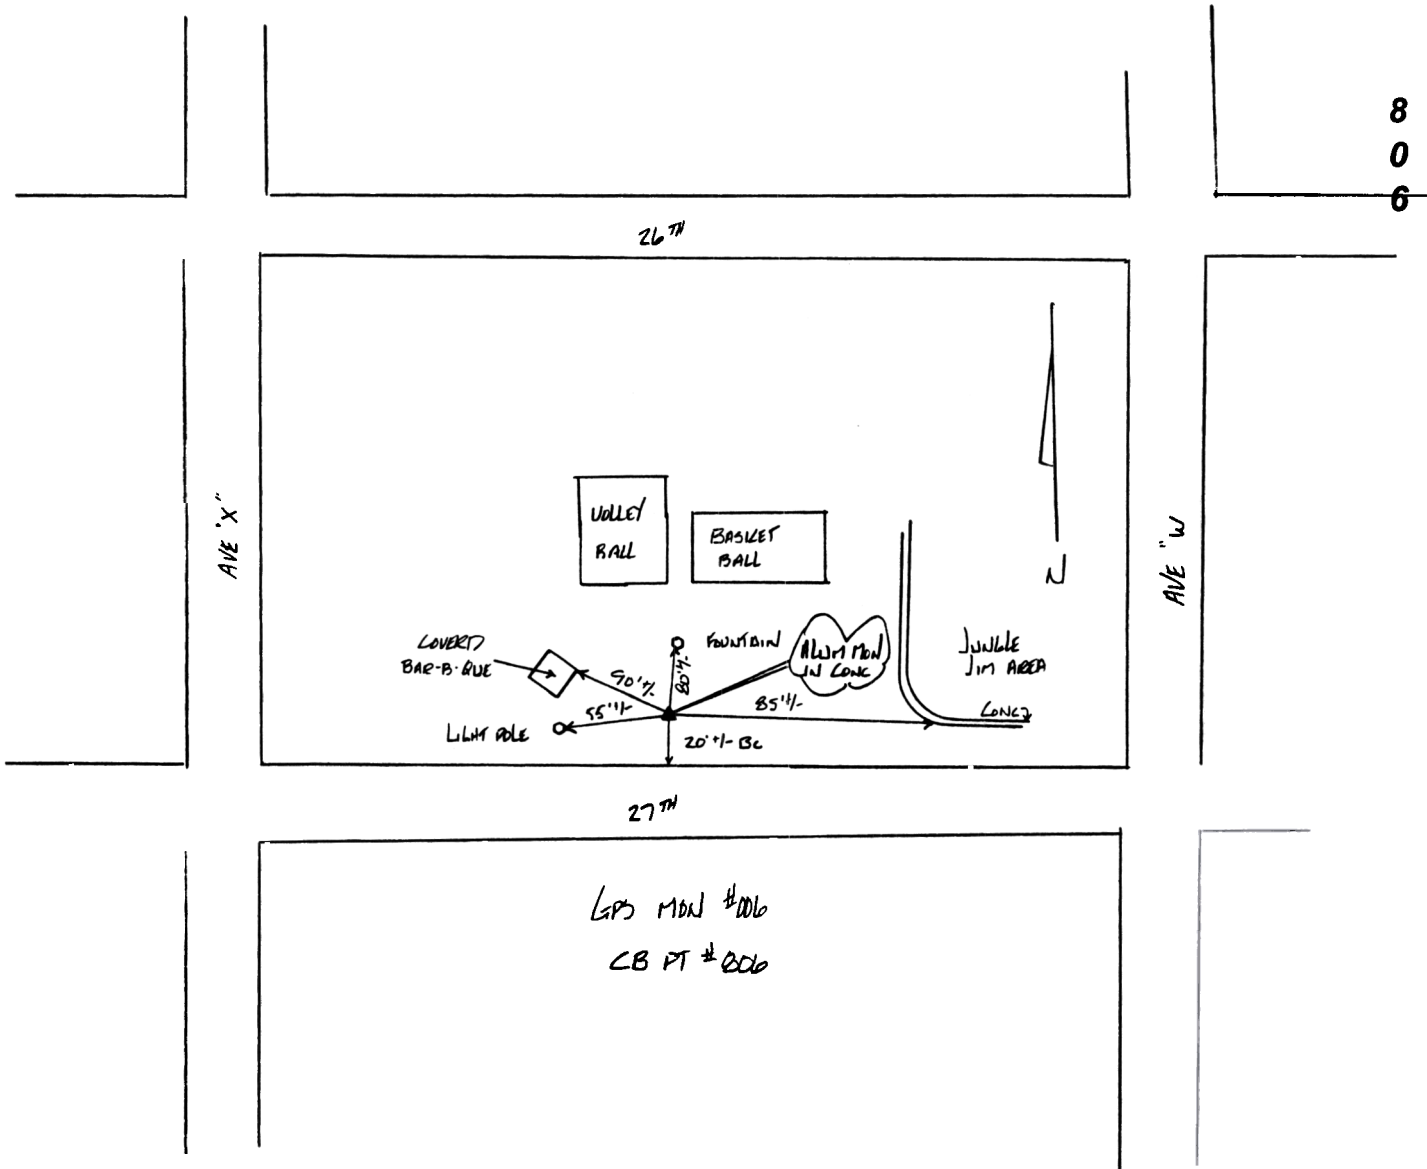 8
0
6
26TH
AVE "X"
AVE "W
VOLLEY
BALL
BASKET
BALL
N
COVERD
BAR-B-QUE
FOUNTAIN
ALUM MON
IN CONC
JUNGLE
JIM AREA
90'+/-
80'+/-
55'+/-
85'+/-
CONC
LIGHT POLE
20'+/- BC
27TH
GPS MON #006
CB PT #806